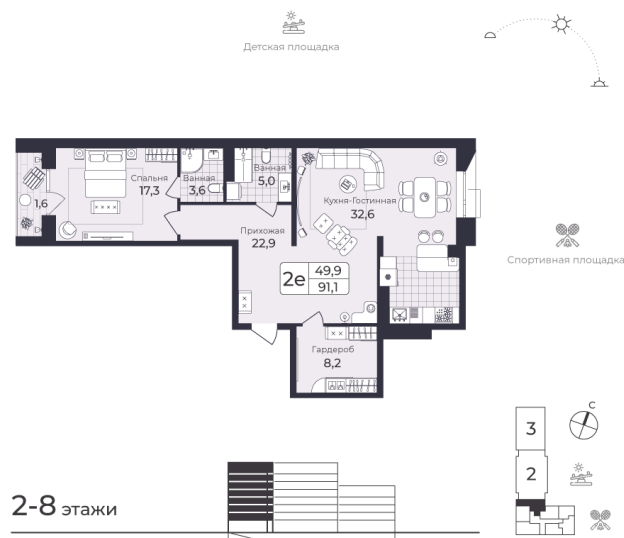 Детская площадка
Спальня
17,3
1,6
Ванная
3,6
Ванная
5,0
Кухня-Гостинная
32,6
Прихожая
22,9
2е
49,9
91,1
Спортивная площадка
Гардероб
8,2
С
3
2
2-8 этажи